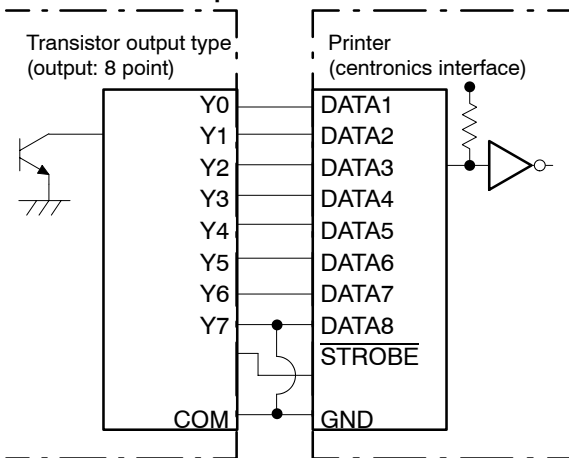 Transistor output type
(output: 8 point)
Printer
(centronics interface)
Y0
Y1
Y2
Y3
Y4
Y5
Y6
Y7
COM
DATA1
DATA2
DATA3
DATA4
DATA5
DATA6
DATA7
DATA8
STROBE
GND